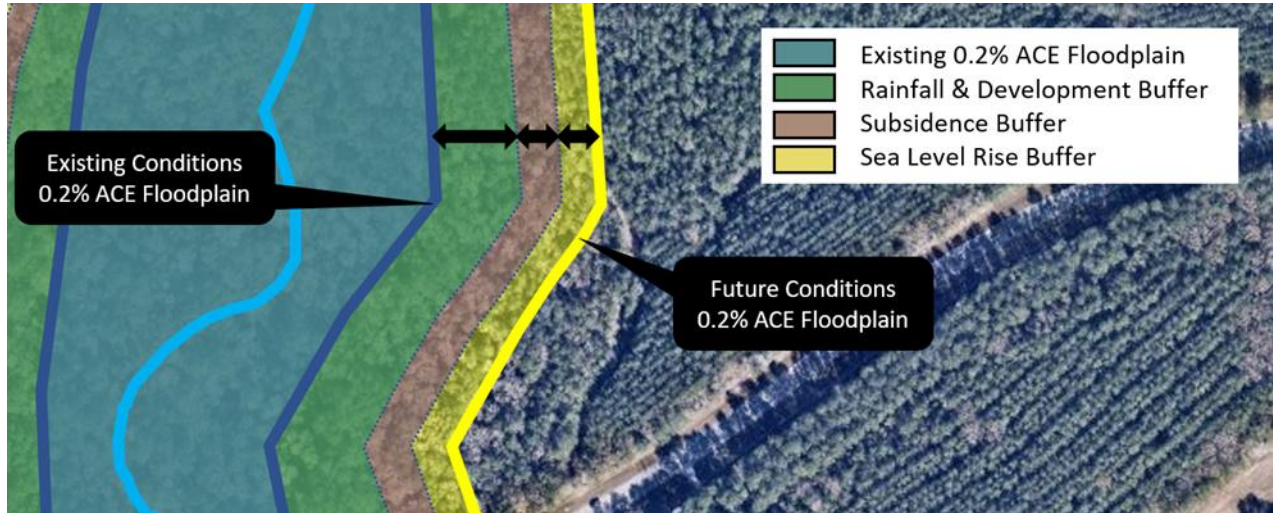 Existing 0.2% ACE Floodplain
Rainfall & Development Buffer
Subsidence Buffer
Sea Level Rise Buffer
Existing Conditions
0.2% ACE Floodplain
Future Conditions
0.2% ACE Floodplain